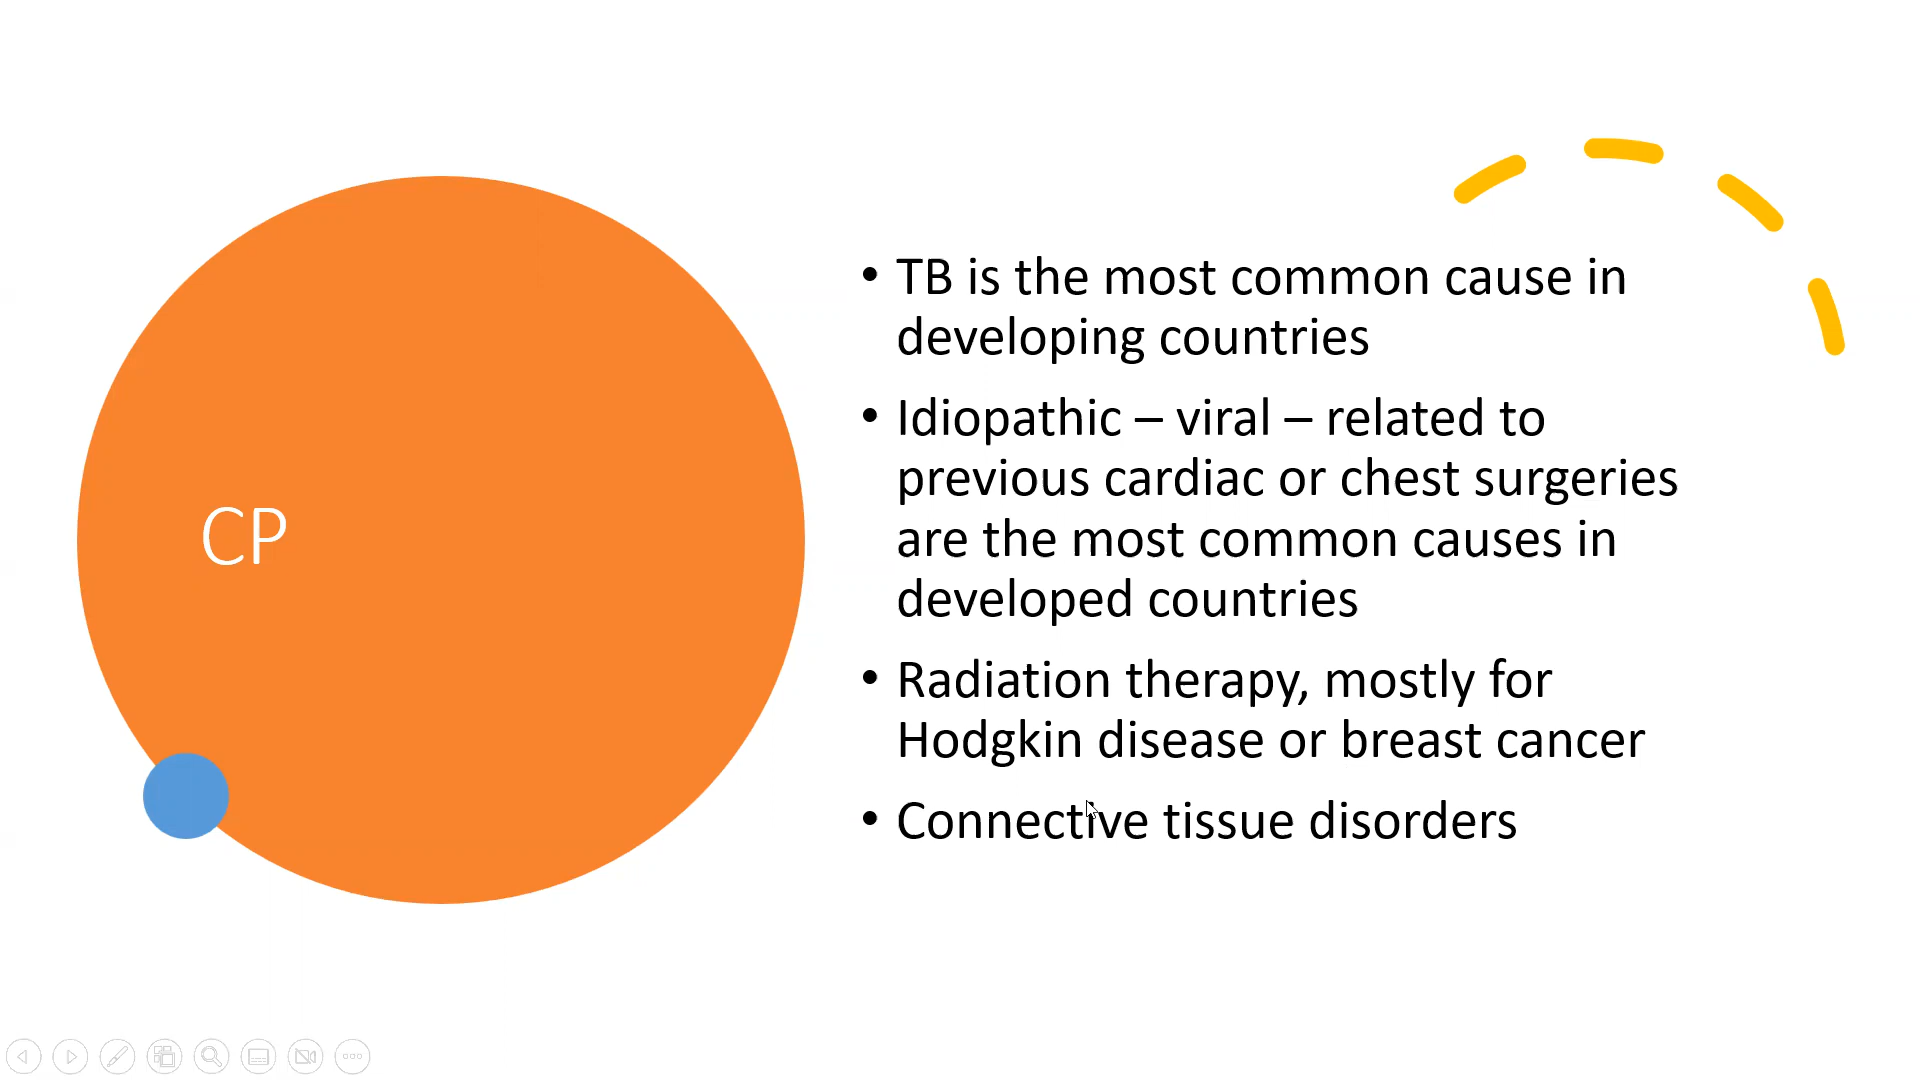 CP
• TB is the most common cause in
developing countries
• Idiopathic – viral – related to
previous cardiac or chest surgeries
are the most common causes in
developed countries
• Radiation therapy, mostly for
Hodgkin disease or breast cancer
• Connective tissue disorders